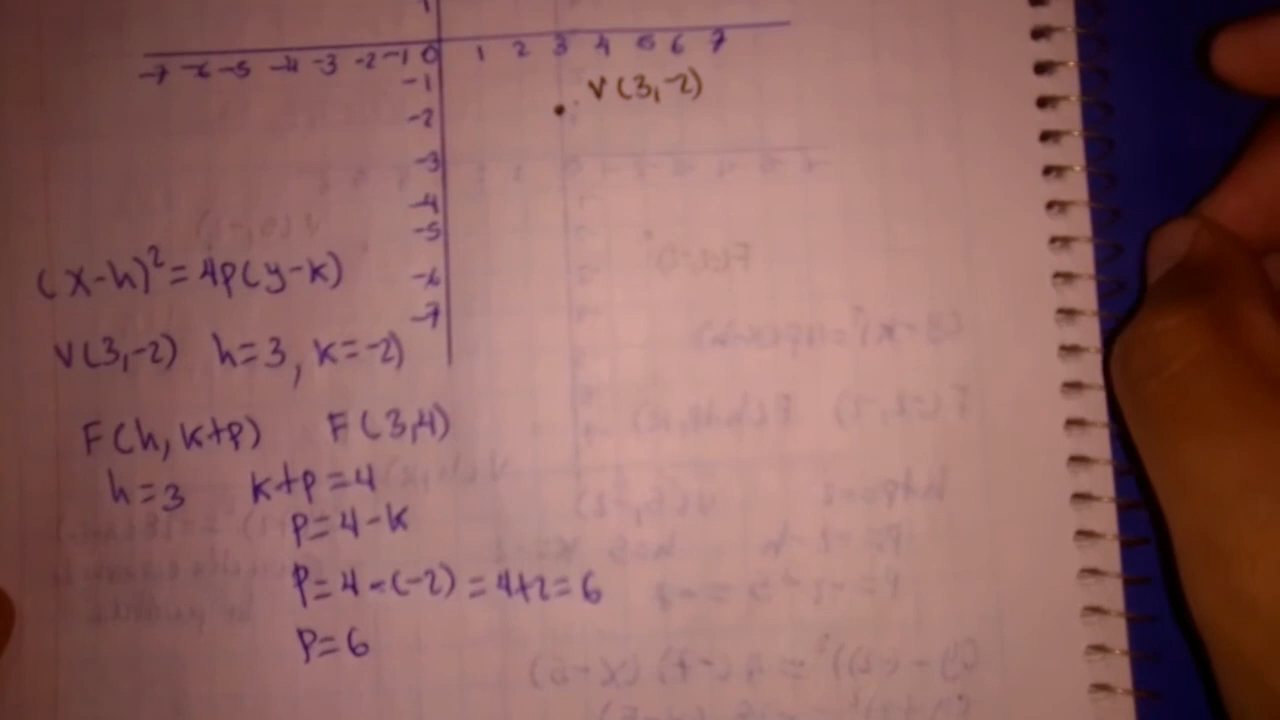 -7 -6 -5 -4 -3 -2 -1 0 1 2 3 4 5 6 7
-1
V(3,-2)
-2
-3
-4
-5
-6
-7
(x-h)²=4p(y-k)
V(3,-2) h=3, k=-2)
F(h, k+p) F(3,4)
h=3 k+p=4
P=4-k
P=4-(-2)=4+2=6
P=6